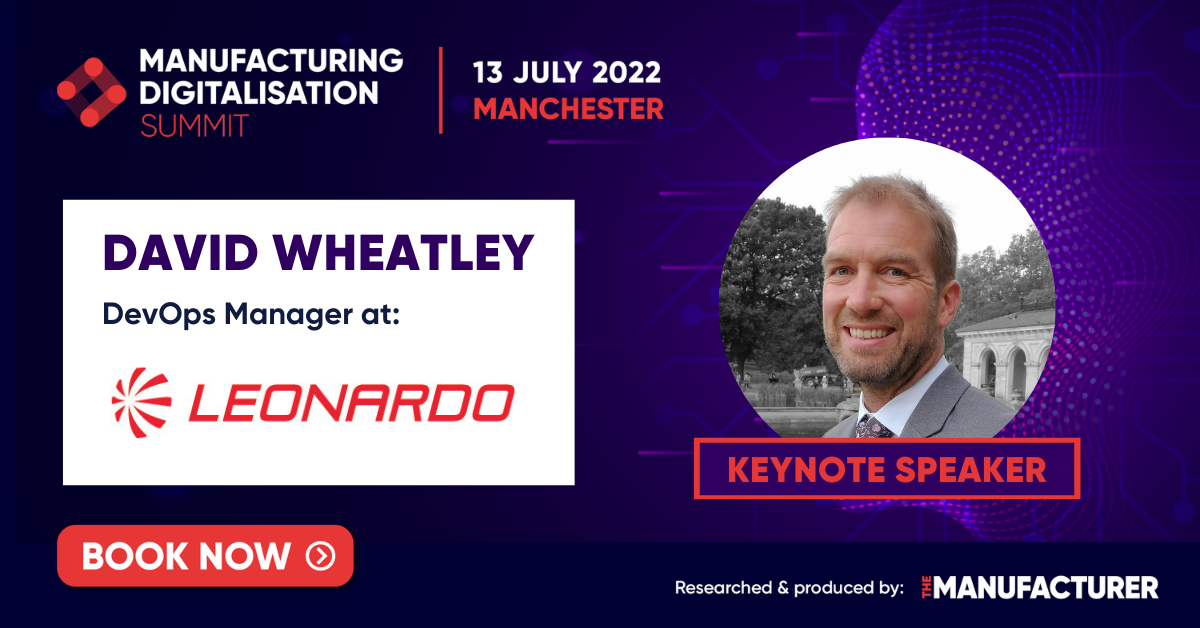 MANUFACTURING
DIGITALISATION
SUMMIT
13 JULY 2022
MANCHESTER
DAVID WHEATLEY
DevOps Manager at:
LEONARDO
KEYNOTE SPEAKER
BOOK NOW
Researched & produced by: THE MANUFACTURER